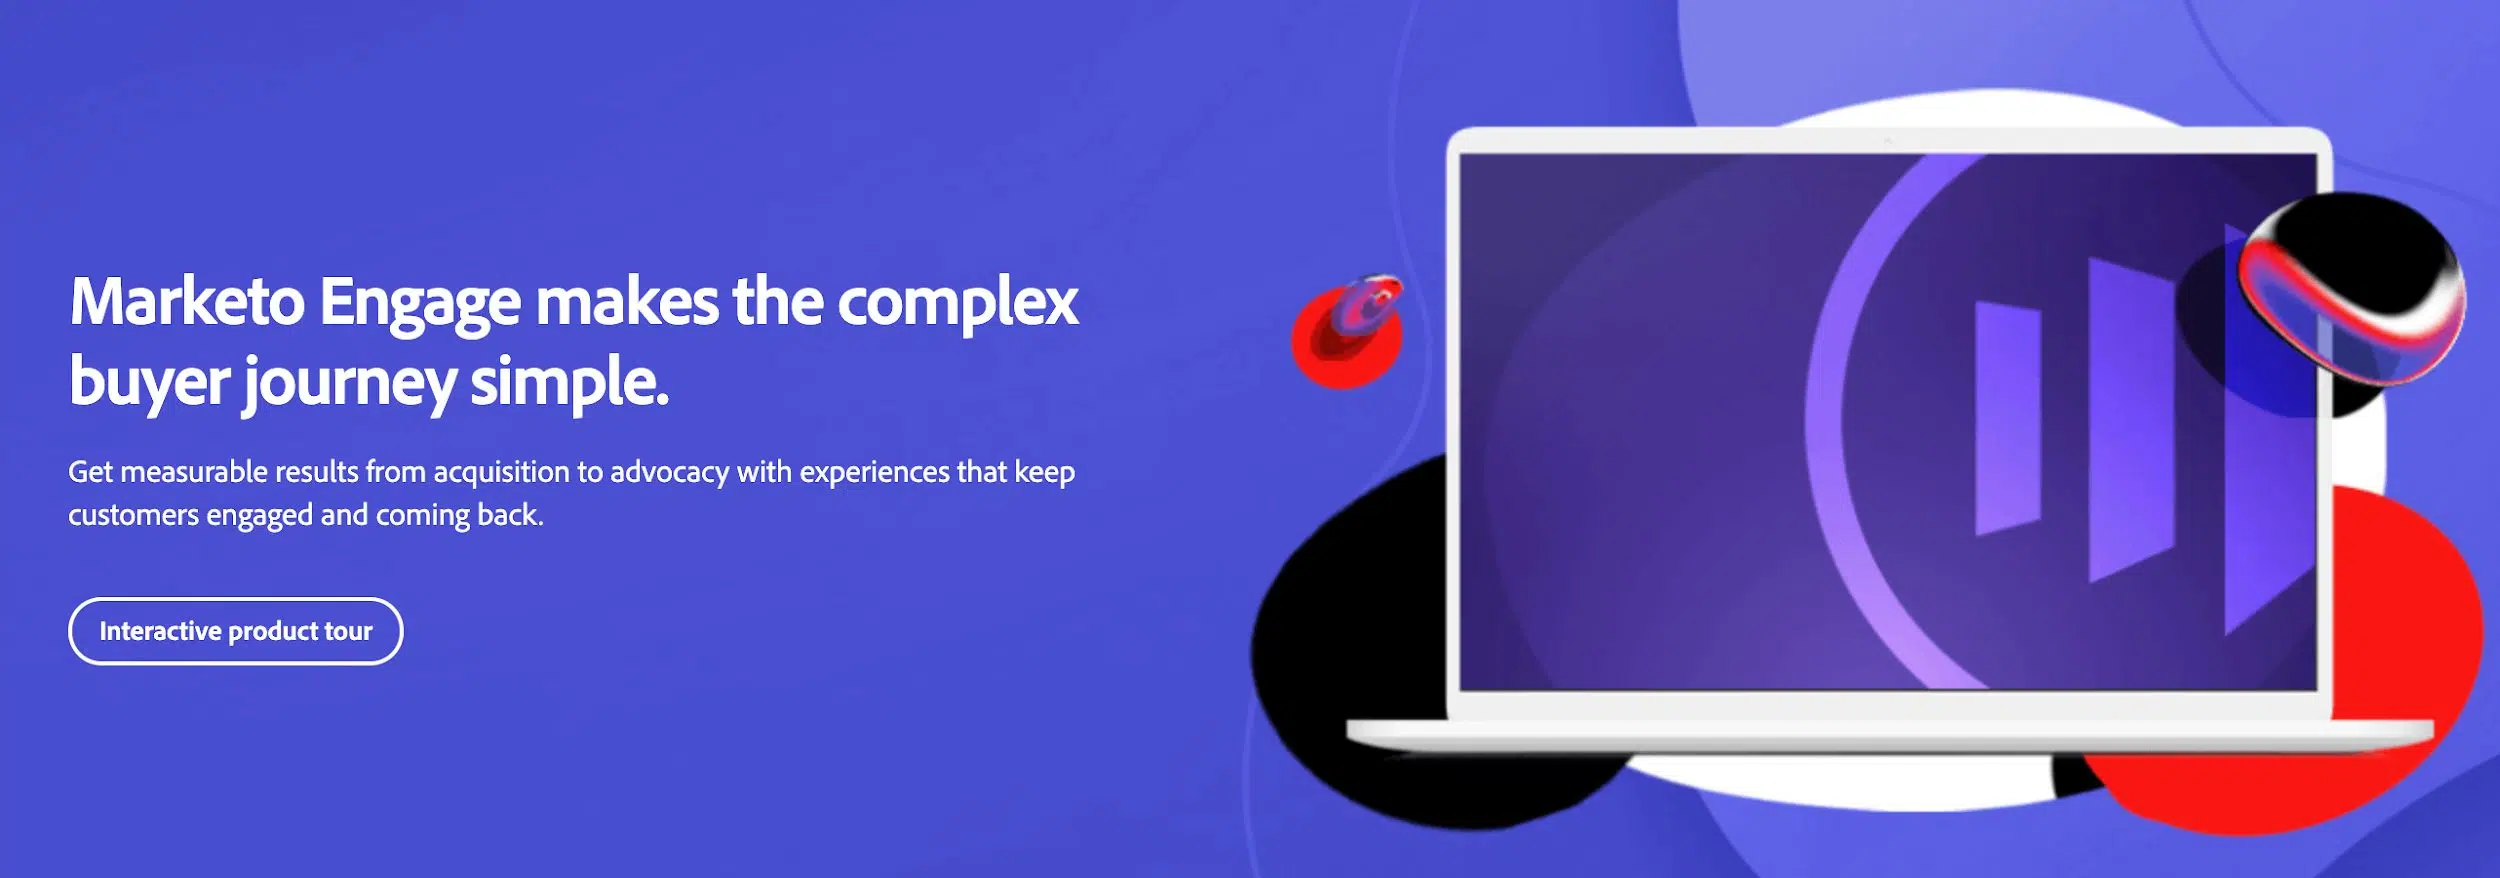 Marketo Engage makes the complex
buyer journey simple.
Get measurable results from acquisition to advocacy with experiences that keep
customers engaged and coming back.
Interactive product tour